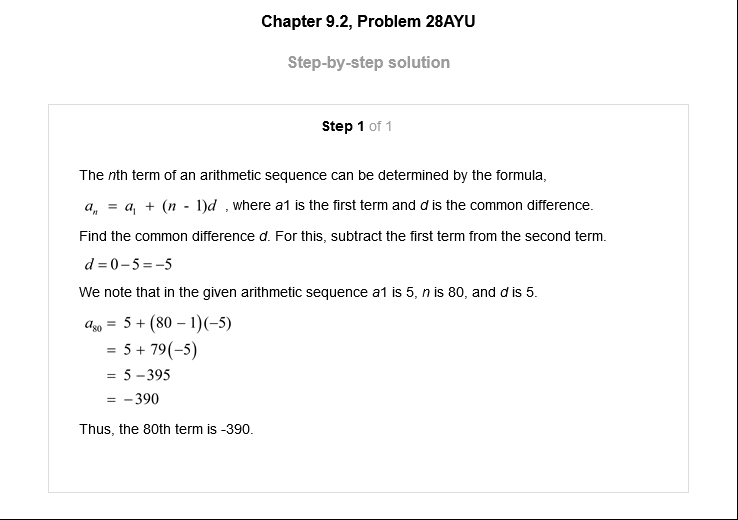 Chapter 9.2, Problem 28AYU
Step-by-step solution
Step 1 of 1
The nth term of an arithmetic sequence can be determined by the formula,
aₙ = a₁ + (n - 1)d , where a1 is the first term and d is the common difference.
Find the common difference d. For this, subtract the first term from the second term.
d = 0 – 5 = –5
We note that in the given arithmetic sequence a1 is 5, n is 80, and d is 5.
a₈₀ = 5 + (80 – 1)(–5)
= 5 + 79(–5)
= 5 – 395
= – 390
Thus, the 80th term is -390.